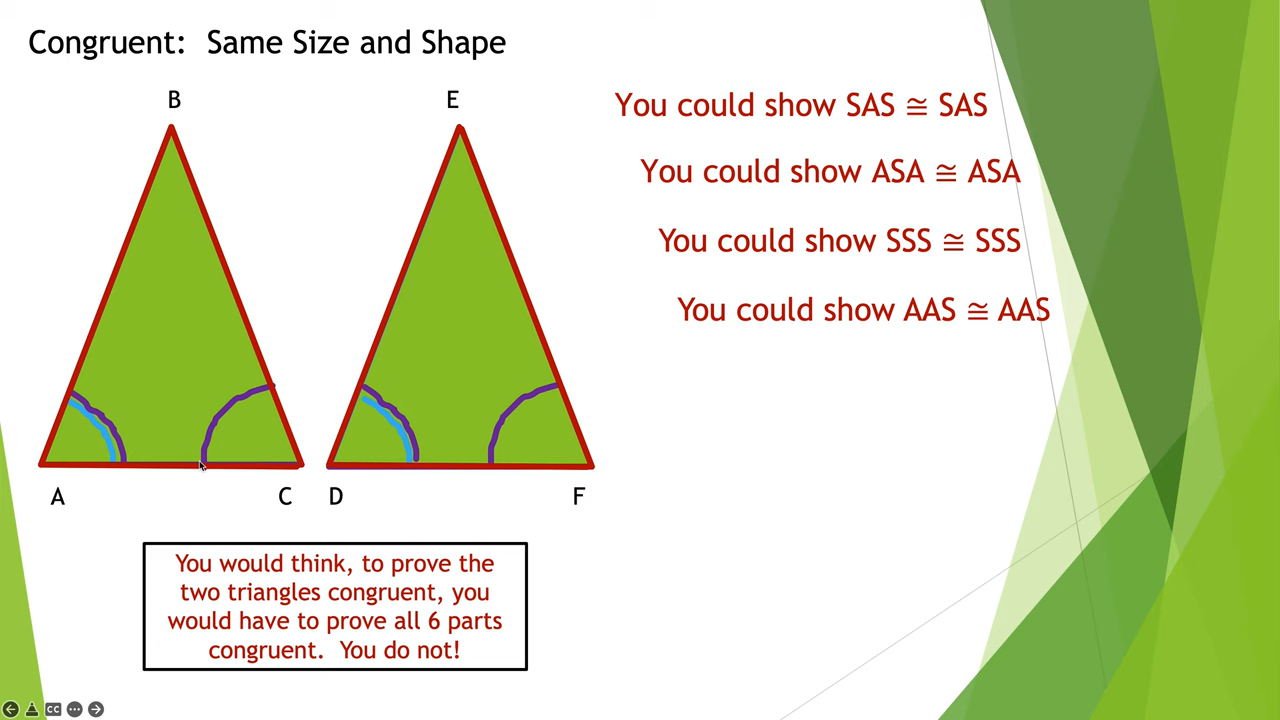 Congruent: Same Size and Shape
B
E
You could show SAS ≅ SAS
You could show ASA ≅ ASA
You could show SSS ≅ SSS
You could show AAS ≅ AAS
A
C
D
F
You would think, to prove the
two triangles congruent, you
would have to prove all 6 parts
congruent. You do not!
CC